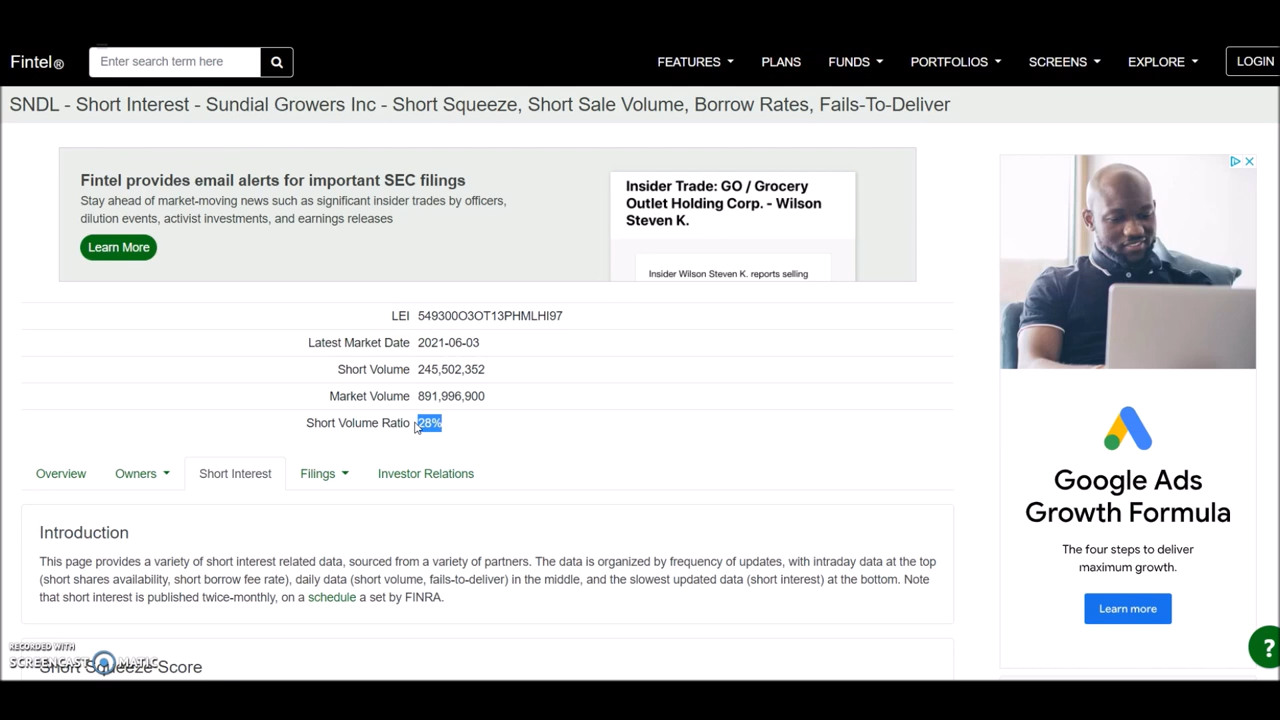 Fintel®
Enter search term here
FEATURES
PLANS
FUNDS
PORTFOLIOS
SCREENS
EXPLORE
LOGIN
SNDL - Short Interest - Sundial Growers Inc - Short Squeeze, Short Sale Volume, Borrow Rates, Fails-To-Deliver
Fintel provides email alerts for important SEC filings
Stay ahead of market-moving news such as significant insider trades by officers,
dilution events, activist investments, and earnings releases
Learn More
Insider Trade: GO / Grocery
Outlet Holding Corp. - Wilson
Steven K.
Insider Wilson Steven K. reports selling
LEI 549300O3OT13PHMLHI97
Latest Market Date 2021-06-03
Short Volume 245,502,352
Market Volume 891,996,900
Short Volume Ratio 28%
Overview
Owners
Short Interest
Filings
Investor Relations
Introduction
This page provides a variety of short interest related data, sourced from a variety of partners. The data is organized by frequency of updates, with intraday data at the top
(short shares availability, short borrow fee rate), daily data (short volume, fails-to-deliver) in the middle, and the slowest updated data (short interest) at the bottom. Note
that short interest is published twice-monthly, on a schedule a set by FINRA.
Short Squeeze Score
RECORDED WITH
SCREENCAST-O-MATIC
Google Ads
Growth Formula
The four steps to deliver
maximum growth.
Learn more
?